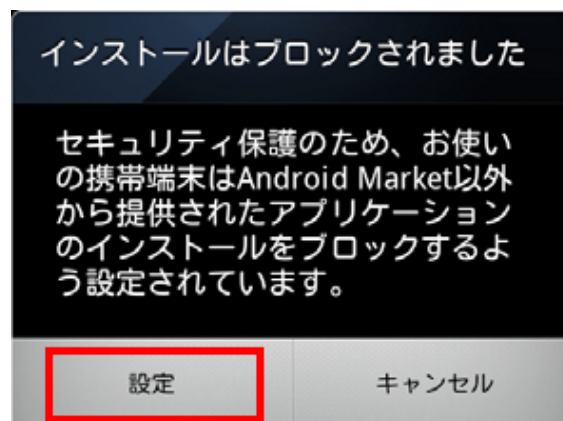 インストールはブロックされました
セキュリティ保護のため、お使い
の携帯端末はAndroid Market以外
から提供されたアプリケーション
のインストールをブロックするよ
う設定されています。
設定
キャンセル